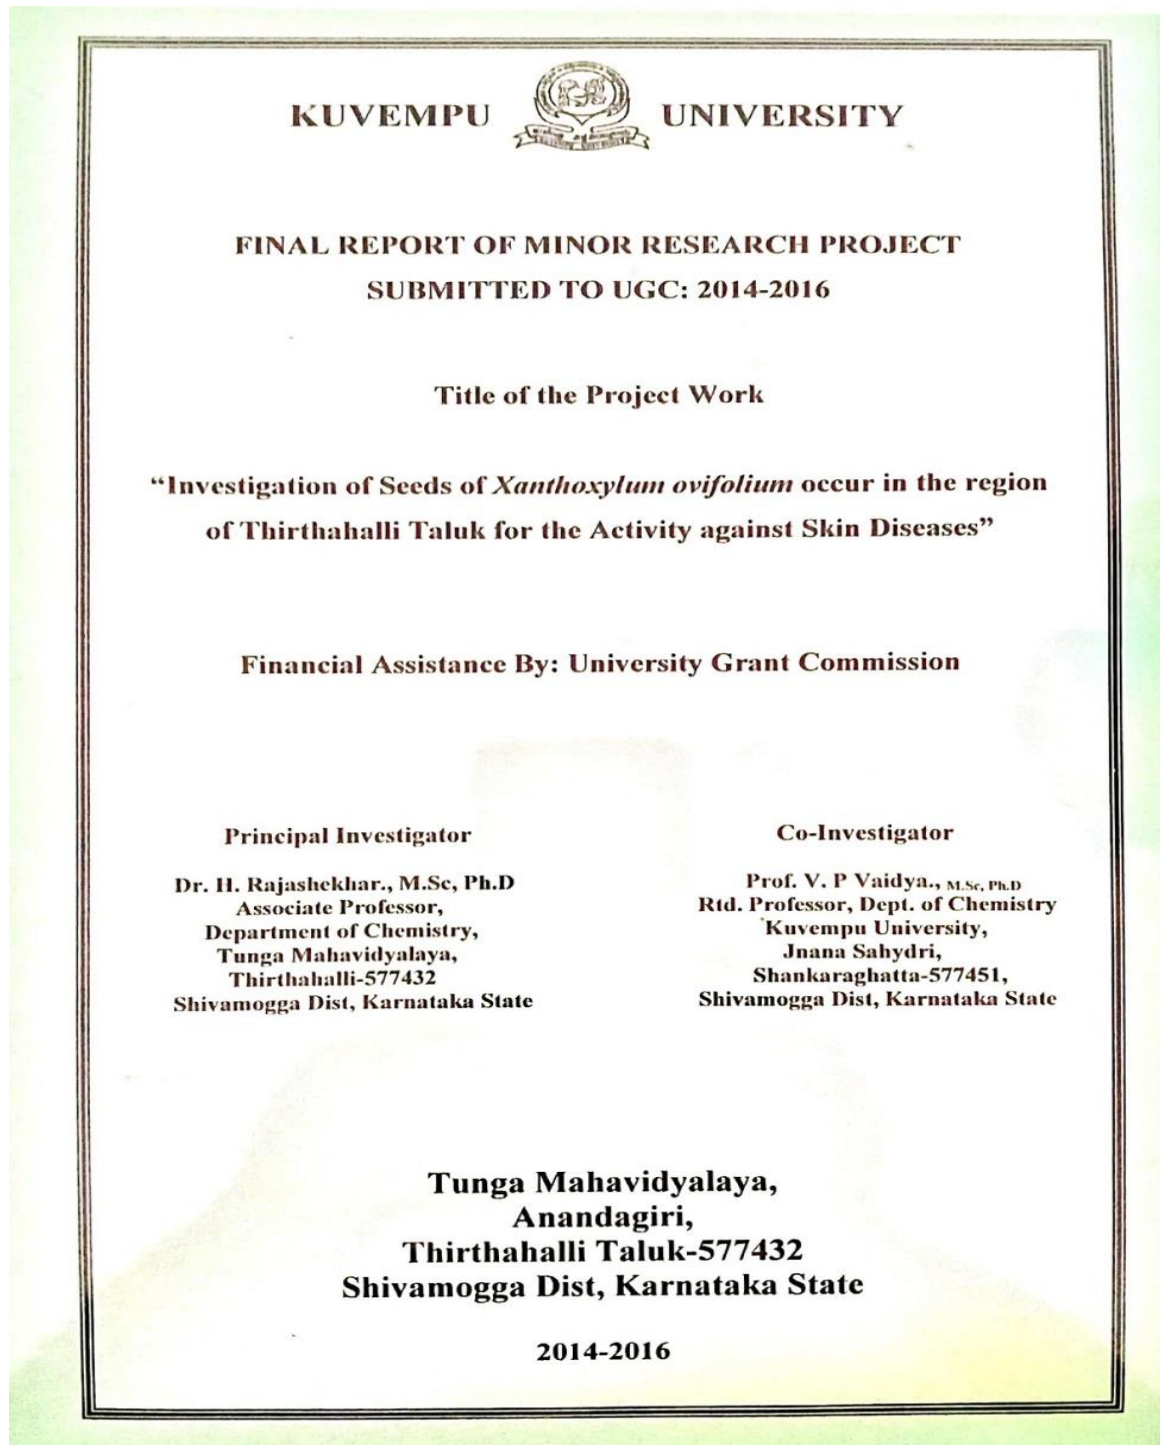 KUVEMPU UNIVERSITY
FINAL REPORT OF MINOR RESEARCH PROJECT
SUBMITTED TO UGC: 2014-2016
Title of the Project Work
“Investigation of Seeds of Xanthoxylum ovifolium occur in the region
of Thirthahalli Taluk for the Activity against Skin Diseases”
Financial Assistance By: University Grant Commission
Principal Investigator
Dr. H. Rajashekhar., M.Sc, Ph.D
Associate Professor,
Department of Chemistry,
Tunga Mahavidyalaya,
Thirthahalli-577432
Shivamogga Dist, Karnataka State
Co-Investigator
Prof. V. P Vaidya., M.Sc, Ph.D
Rtd. Professor, Dept. of Chemistry
Kuvempu University,
Jnana Sahydri,
Shankaraghatta-577451,
Shivamogga Dist, Karnataka State
Tunga Mahavidyalaya,
Anandagiri,
Thirthahalli Taluk-577432
Shivamogga Dist, Karnataka State
2014-2016